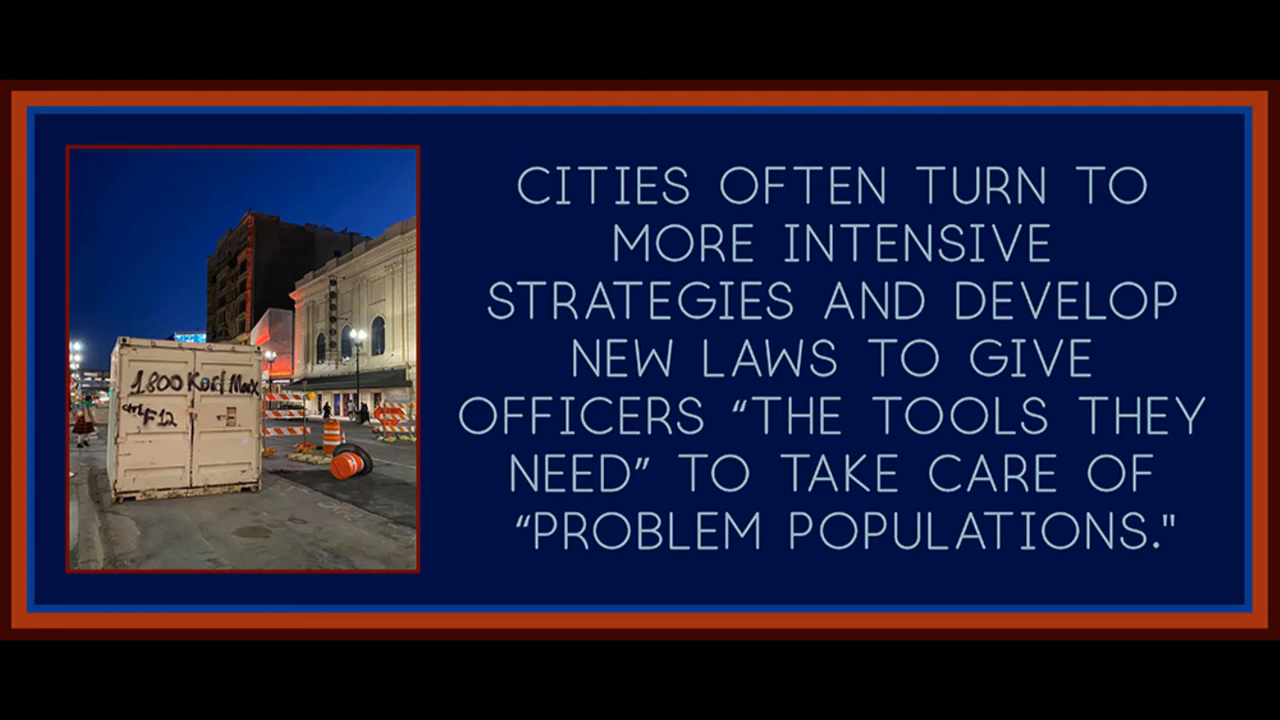 1800 Karl Marx
F12
CITIES OFTEN TURN TO
MORE INTENSIVE
STRATEGIES AND DEVELOP
NEW LAWS TO GIVE
OFFICERS “THE TOOLS THEY
NEED” TO TAKE CARE OF
“PROBLEM POPULATIONS."